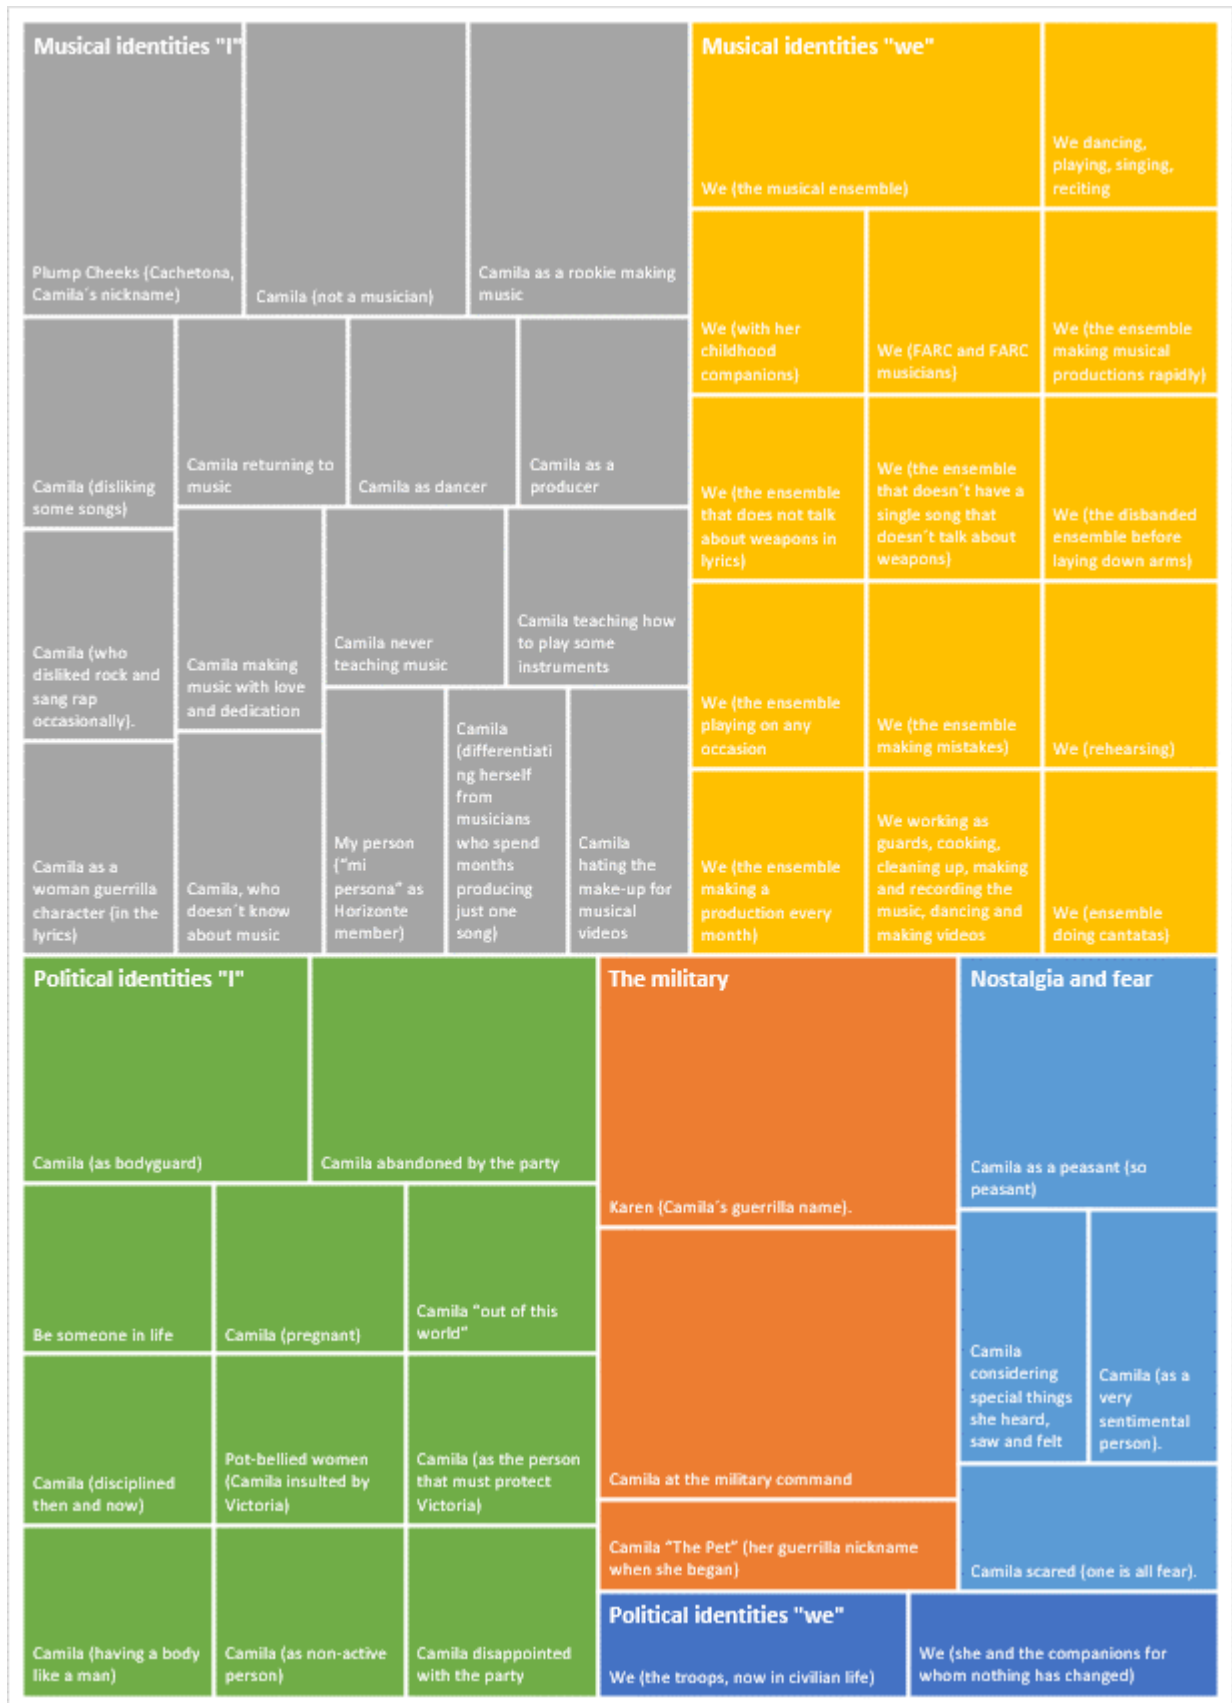 Musical identities "I"
Plump Cheeks (Cachetona,
Camila´s nickname)
Camila (not a musician)
Camila as a rookie making
music
Camila (disliking
some songs)
Camila returning to
music
Camila as dancer
Camila as a
producer
Camila (who
disliked rock and
sang rap
occasionally).
Camila making
music with love
and dedication
Camila never
teaching music
Camila teaching how
to play some
instruments
Camila as a
woman guerrilla
character (in the
lyrics)
Camila, who
doesn´t know
about music
My person
("mi
persona" as
Horizonte
member)
Camila
(differentiati
ng herself
from
musicians
who spend
months
producing
just one
song)
Camila
hating the
make-up for
musical
videos
Musical identities "we"
We (the musical ensemble)
We dancing,
playing, singing,
reciting
We (with her
childhood
companions)
We (FARC and FARC
musicians)
We (the ensemble
making musical
productions rapidly)
We (the ensemble
that does not talk
about weapons in
lyrics)
We (the ensemble
that doesn´t have a
single song that
doesn´t talk about
weapons)
We (the disbanded
ensemble before
laying down arms)
We (the ensemble
playing on any
occasion
We (the ensemble
making mistakes)
We (rehearsing)
We (the ensemble
making a
production every
month)
We working as
guards, cooking,
cleaning up, making
and recording the
music, dancing and
making videos
We (ensemble
doing cantatas)
Political identities "I"
Camila (as bodyguard)
Camila abandoned by the party
Be someone in life
Camila (pregnant)
Camila "out of this
world"
Camila (disciplined
then and now)
Pot-bellied women
(Camila insulted by
Victoria)
Camila (as the person
that must protect
Victoria)
Camila (having a body
like a man)
Camila (as non-active
person)
Camila disappointed
with the party
The military
Karen (Camila´s guerrilla name).
Camila at the military command
Camila "The Pet" (her guerrilla nickname
when she began)
Nostalgia and fear
Camila as a peasant (so
peasant)
Camila
considering
special things
she heard,
saw and felt
Camila (as a
very
sentimental
person).
Camila scared (one is all fear).
Political identities "we"
We (the troops, now in civilian life)
We (she and the companions for
whom nothing has changed)